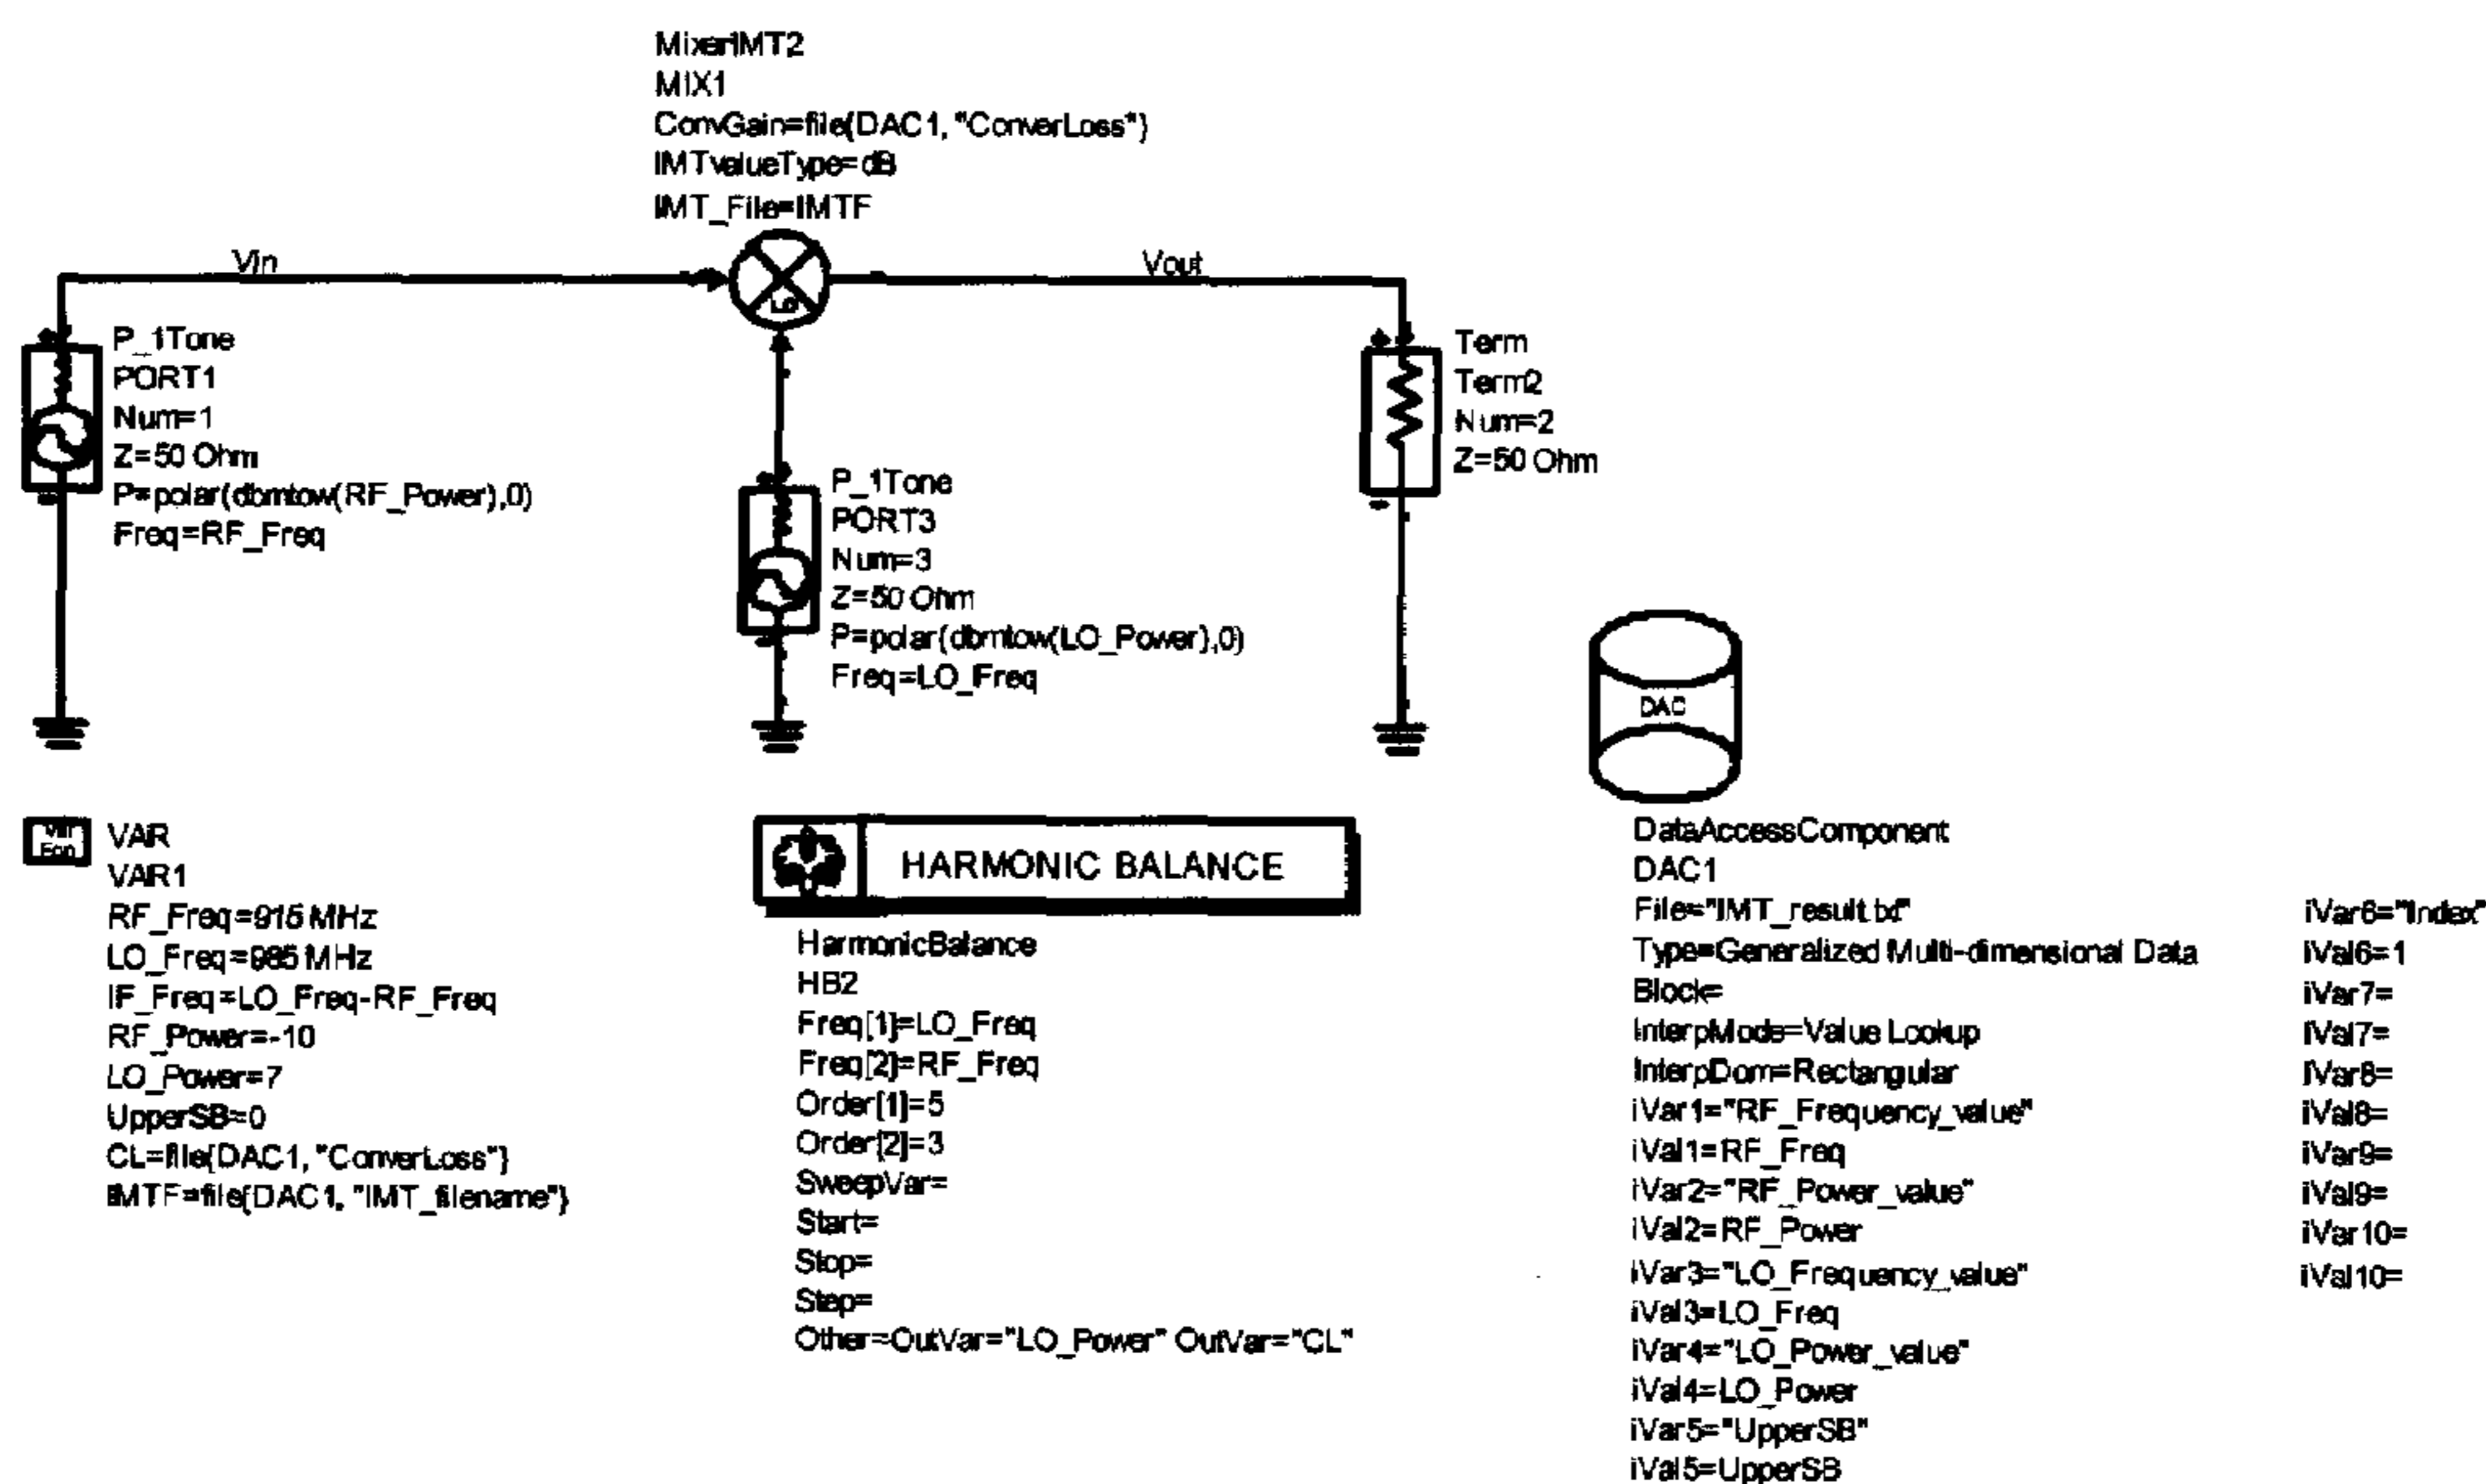 MixerIMT2
MIX1
ConvGain=file{DAC1, "ConverLoss"}
IMTvalueType=dB
IMT_File=IMTF
Vin
Vout
P_1Tone
PORT1
Num=1
Z=50 Ohm
P=polar(dbmtow(RF_Power),0)
Freq=RF_Freq
P_1Tone
PORT3
Num=3
Z=50 Ohm
P=polar(dbmtow(LO_Power),0)
Freq=LO_Freq
Term
Term2
Num=2
Z=50 Ohm
DAC
Var
Eqn
VAR
VAR1
RF_Freq=915 MHz
LO_Freq=985 MHz
IF_Freq=LO_Freq-RF_Freq
RF_Power=-10
LO_Power=7
UpperSB=0
CL=file{DAC1, "ConverLoss"}
IMTF=file{DAC1, "IMT_filename"}
HARMONIC BALANCE
HarmonicBalance
HB2
Freq[1]=LO_Freq
Freq[2]=RF_Freq
Order[1]=5
Order[2]=3
SweepVar=
Start=
Stop=
Step=
Other=OutVar="LO_Power" OutVar="CL"
DataAccessComponent
DAC1
File="IMT_result.txt"
Type=Generalized Multi-dimensional Data
Block=
InterpMode=Value Lookup
InterpDom=Rectangular
iVar1="RF_Frequency_value"
iVal1=RF_Freq
iVar2="RF_Power_value"
iVal2=RF_Power
iVar3="LO_Frequency_value"
iVal3=LO_Freq
iVar4="LO_Power_value"
iVal4=LO_Power
iVar5="UpperSB"
iVal5=UpperSB
iVar6="Index"
iVal6=1
iVar7=
iVal7=
iVar8=
iVal8=
iVar9=
iVal9=
iVar10=
iVal10=